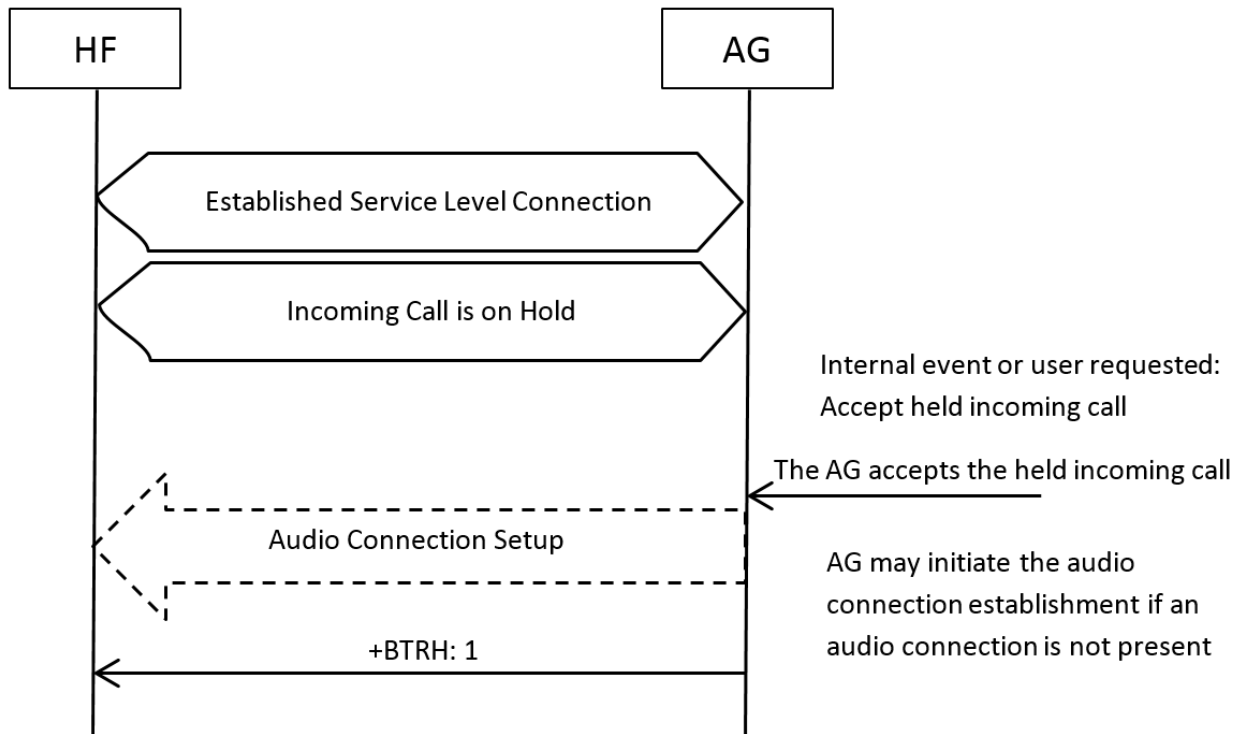 HF
AG
Established Service Level Connection
Incoming Call is on Hold
Internal event or user requested:
Accept held incoming call
The AG accepts the held incoming call
Audio Connection Setup
AG may initiate the audio
connection establishment if an
audio connection is not present
+BTRH: 1